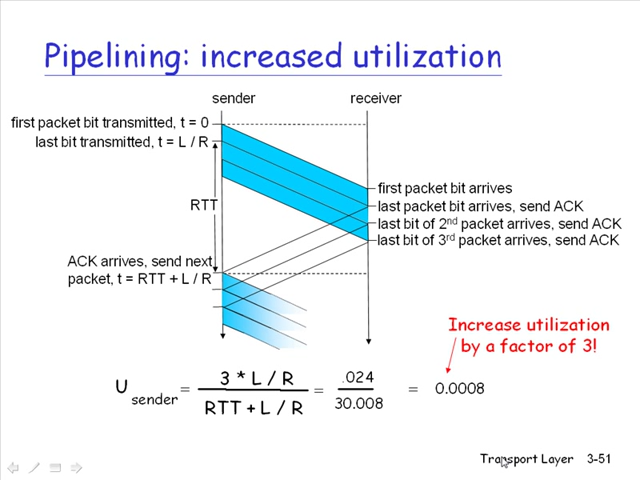 Pipelining: increased utilization
sender
receiver
first packet bit transmitted, t = 0
last bit transmitted, t = L / R
RTT
first packet bit arrives
last packet bit arrives, send ACK
last bit of 2nd packet arrives, send ACK
last bit of 3rd packet arrives, send ACK
ACK arrives, send next
packet, t = RTT + L / R
Increase utilization
by a factor of 3!
U sender = 3 * L / R / RTT + L / R = .024 / 30.008 = 0.0008
Transport Layer 3-51